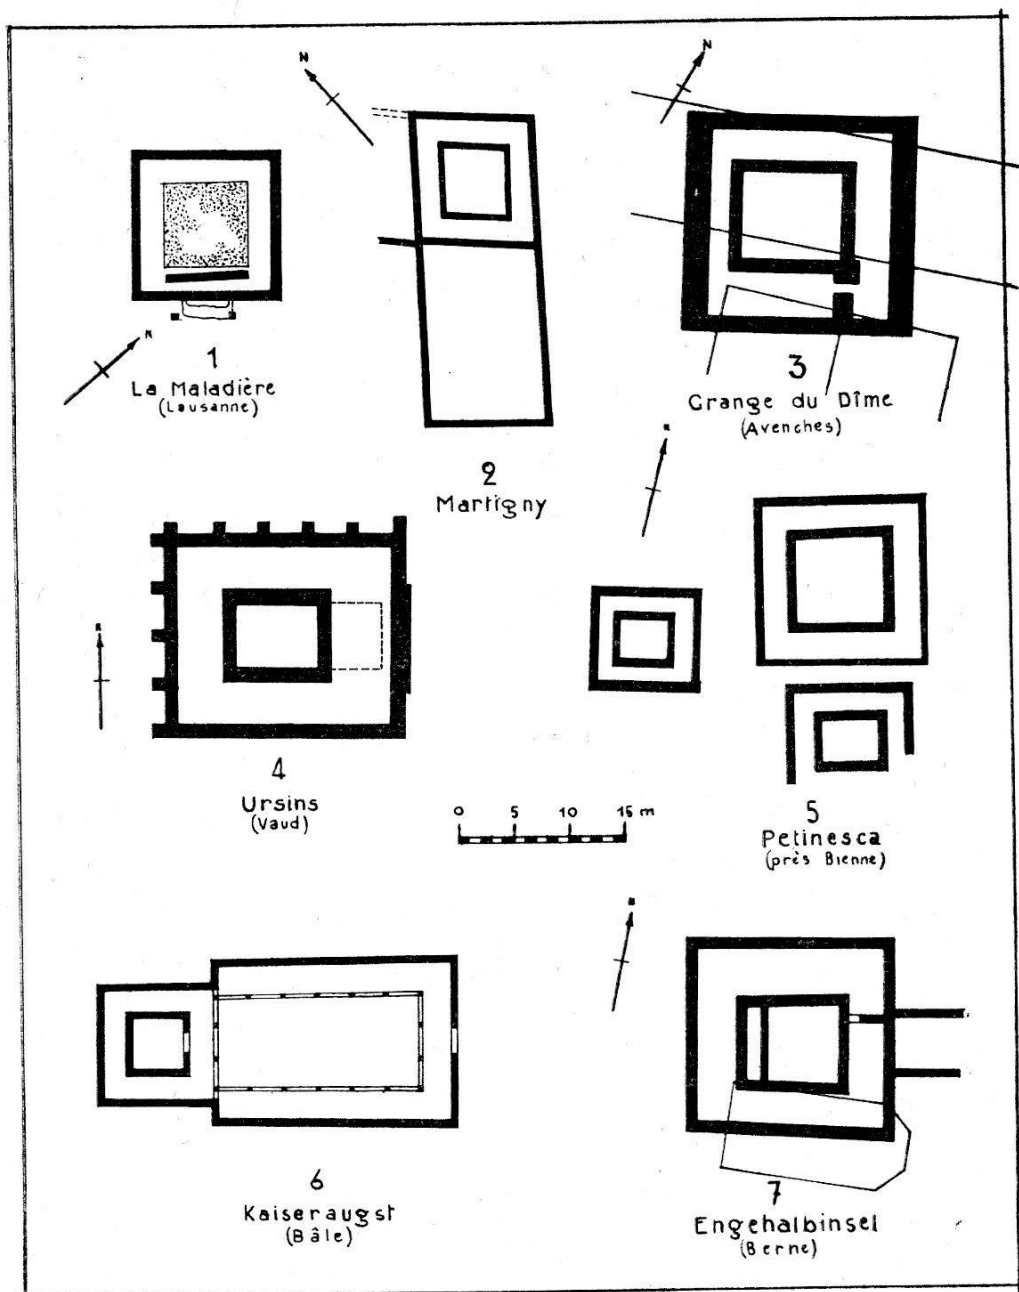 N
N
N
N
1
La Maladière
(Lausanne)
2
Martigny
3
Grange du Dîme
(Avenches)
4
Ursins
(Vaud)
0 5 10 15 m
5
Petinesca
(près Bienne)
6
Kaiseraugst
(Bâle)
7
Engehalbinsel
(Berne)